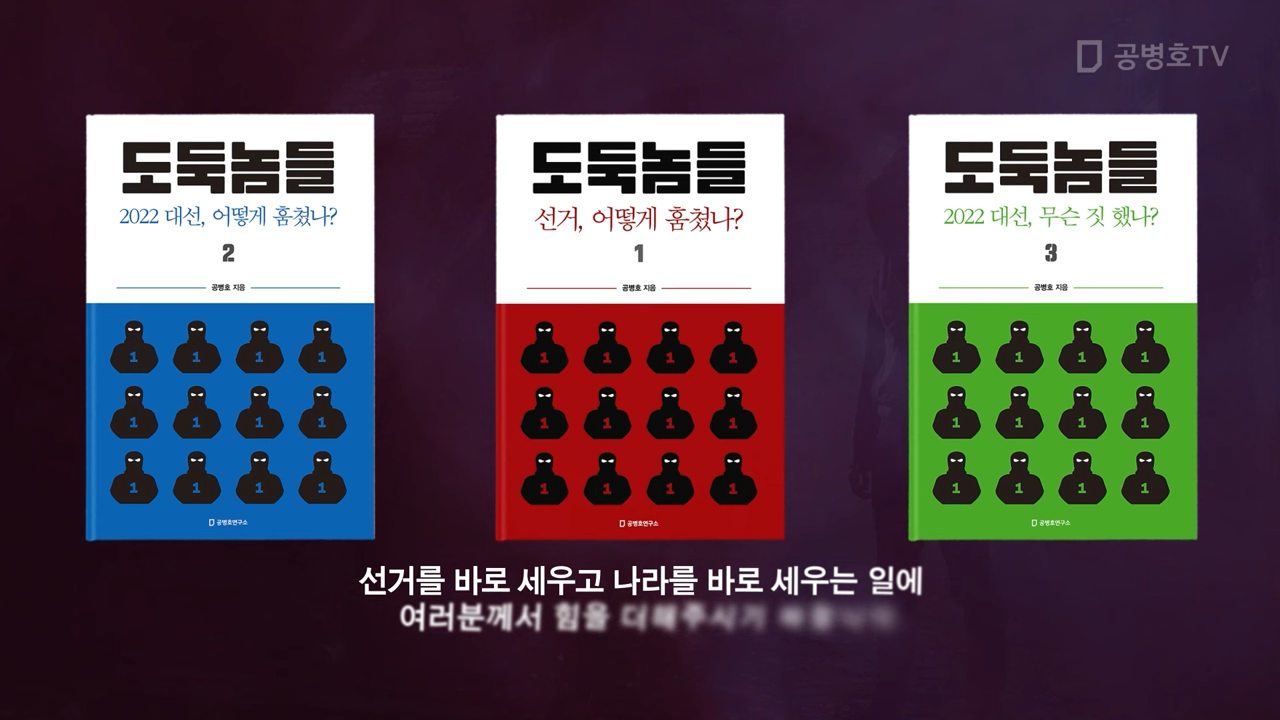 공병호TV
도둑놈들
2022 대선, 어떻게 훔쳤나?
2
공병호 지음
1 1 1 1
1 1 1 1
1 1 1 1
공병호연구소
도둑놈들
선거, 어떻게 훔쳤나?
1
공병호 지음
1 1 1 1
1 1 1 1
1 1 1 1
공병호연구소
도둑놈들
2022 대선, 무슨 짓 했나?
3
공병호 지음
1 1 1 1
1 1 1 1
1 1 1 1
공병호연구소
선거를 바로 세우고 나라를 바로 세우는 일에
여러분께서 힘을 더해주시기